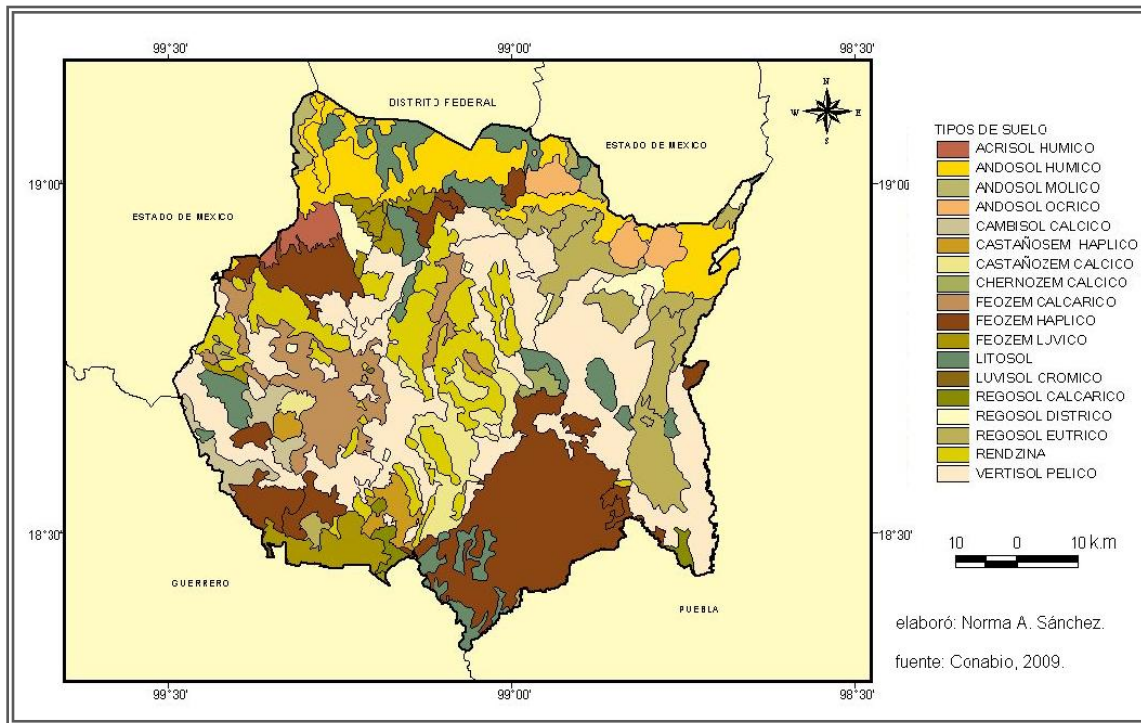 99°30'
99°00'
98°30'
DISTRITO FEDERAL
ESTADO DE MEXICO
N
W
E
S
19°00'
19°00'
ESTADO DE MEXICO
18°30'
18°30'
GUERRERO
PUEBLA
99°30'
99°00'
98°30'
TIPOS DE SUELO
ACRISOL HUMICO
ANDOSOL HUMICO
ANDOSOL MOLICO
ANDOSOL OCRICO
CAMBISOL CALCICO
CASTAÑOSEM HAPLICO
CASTAÑOZEM CALCICO
CHERNOZEM CALCICO
FEOZEM CALCARICO
FEOZEM HAPLICO
FEOZEM LUVICO
LITOSOL
LUVISOL CROMICO
REGOSOL CALCARICO
REGOSOL DISTRICO
REGOSOL EUTRICO
RENDZINA
VERTISOL PELICO
10 0 10 k.m
elaboró: Norma A. Sánchez.
fuente: Conabio, 2009.